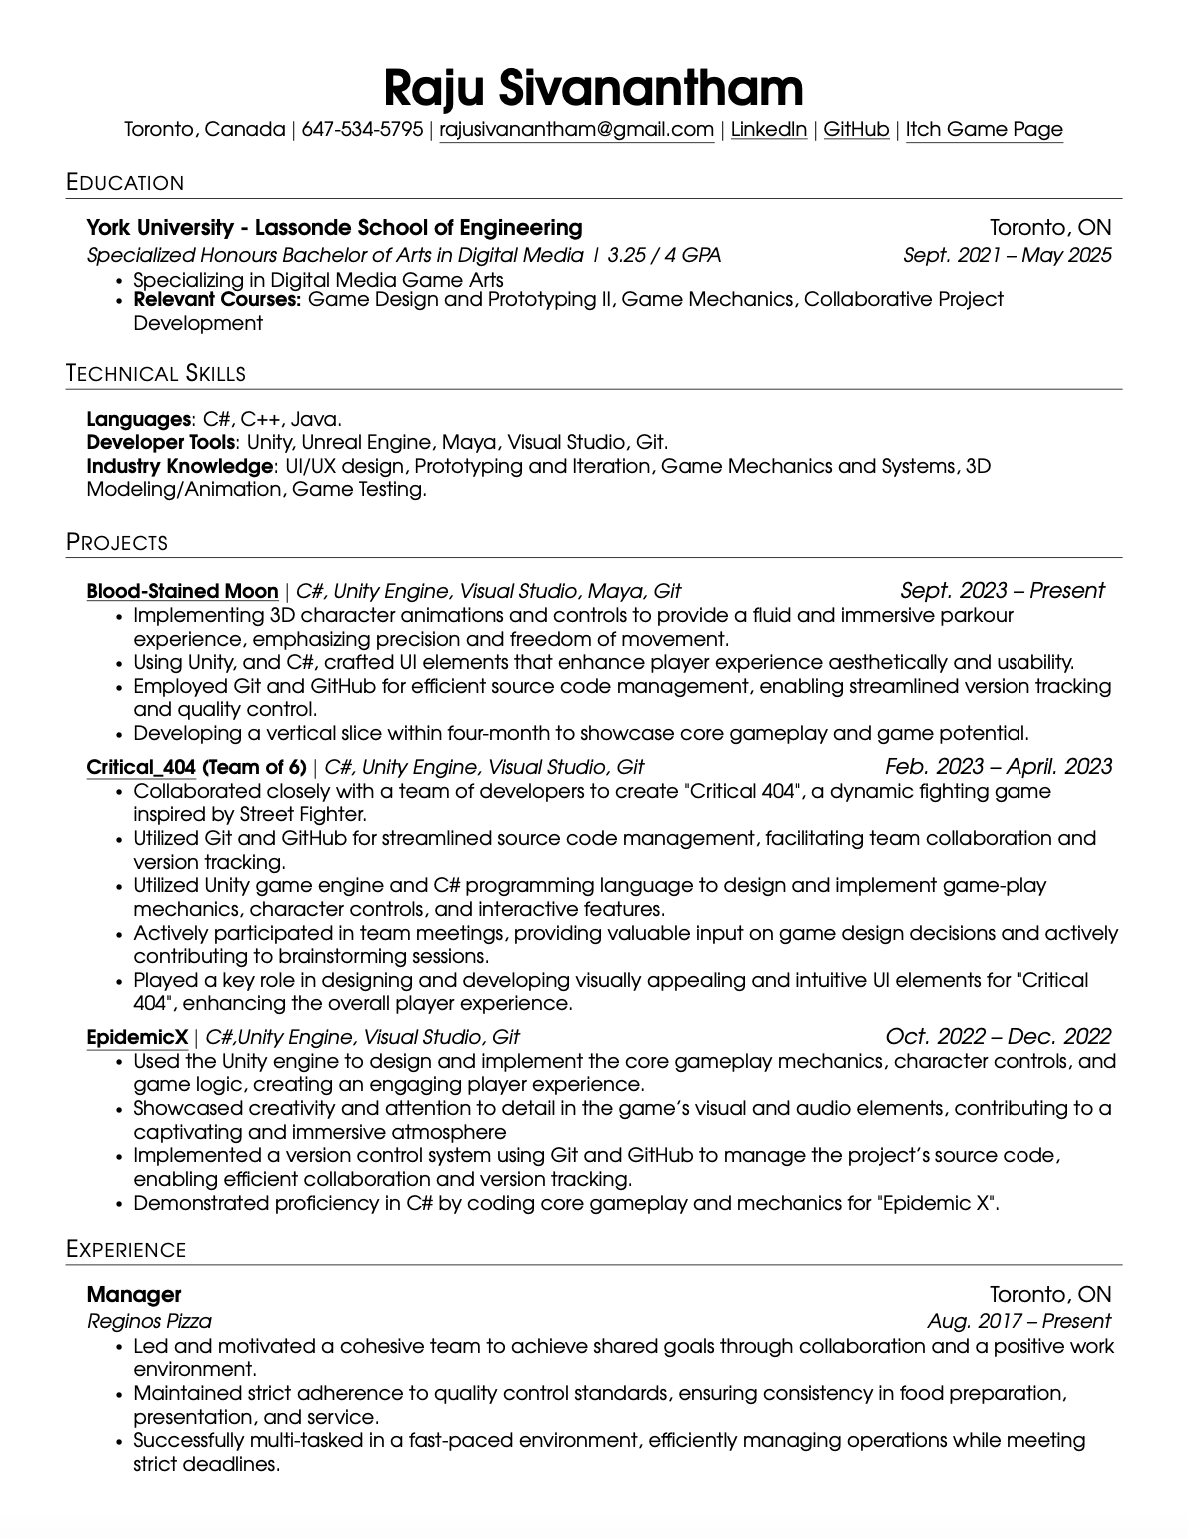 Raju Sivanantham
Toronto, Canada | 647-534-5795 | rajusivanantham@gmail.com | LinkedIn | GitHub | Itch Game Page
EDUCATION
York University - Lassonde School of Engineering Toronto, ON
Specialized Honours Bachelor of Arts in Digital Media | 3.25 / 4 GPA Sept. 2021 – May 2025
• Specializing in Digital Media Game Arts
• Relevant Courses: Game Design and Prototyping II, Game Mechanics, Collaborative Project
Development
TECHNICAL SKILLS
Languages: C#, C++, Java.
Developer Tools: Unity, Unreal Engine, Maya, Visual Studio, Git.
Industry Knowledge: UI/UX design, Prototyping and Iteration, Game Mechanics and Systems, 3D
Modeling/Animation, Game Testing.
PROJECTS
Blood-Stained Moon | C#, Unity Engine, Visual Studio, Maya, Git Sept. 2023 – Present
• Implementing 3D character animations and controls to provide a fluid and immersive parkour
experience, emphasizing precision and freedom of movement.
• Using Unity, and C#, crafted UI elements that enhance player experience aesthetically and usability.
• Employed Git and GitHub for efficient source code management, enabling streamlined version tracking
and quality control.
• Developing a vertical slice within four-month to showcase core gameplay and game potential.
Critical_404 (Team of 6) | C#, Unity Engine, Visual Studio, Git Feb. 2023 – April. 2023
• Collaborated closely with a team of developers to create "Critical 404", a dynamic fighting game
inspired by Street Fighter.
• Utilized Git and GitHub for streamlined source code management, facilitating team collaboration and
version tracking.
• Utilized Unity game engine and C# programming language to design and implement game-play
mechanics, character controls, and interactive features.
• Actively participated in team meetings, providing valuable input on game design decisions and actively
contributing to brainstorming sessions.
• Played a key role in designing and developing visually appealing and intuitive UI elements for "Critical
404", enhancing the overall player experience.
EpidemicX | C#,Unity Engine, Visual Studio, Git Oct. 2022 – Dec. 2022
• Used the Unity engine to design and implement the core gameplay mechanics, character controls, and
game logic, creating an engaging player experience.
• Showcased creativity and attention to detail in the game's visual and audio elements, contributing to a
captivating and immersive atmosphere
• Implemented a version control system using Git and GitHub to manage the project's source code,
enabling efficient collaboration and version tracking.
• Demonstrated proficiency in C# by coding core gameplay and mechanics for "Epidemic X".
EXPERIENCE
Manager Toronto, ON
Reginos Pizza Aug. 2017 – Present
• Led and motivated a cohesive team to achieve shared goals through collaboration and a positive work
environment.
• Maintained strict adherence to quality control standards, ensuring consistency in food preparation,
presentation, and service.
• Successfully multi-tasked in a fast-paced environment, efficiently managing operations while meeting
strict deadlines.